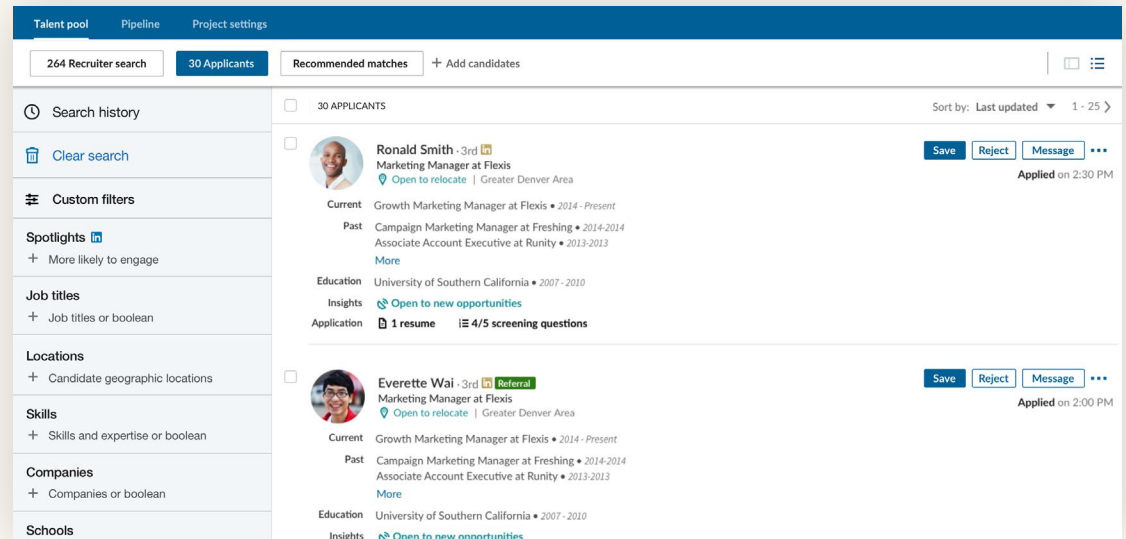 Talent pool Pipeline Project settings
264 Recruiter search 30 Applicants Recommended matches + Add candidates
Search history
Clear search
Custom filters
Spotlights in
+ More likely to engage
Job titles
+ Job titles or boolean
Locations
+ Candidate geographic locations
Skills
+ Skills and expertise or boolean
Companies
+ Companies or boolean
Schools
30 APPLICANTS Sort by: Last updated 1 - 25
Ronald Smith · 3rd in Save Reject Message
Marketing Manager at Flexis
Open to relocate | Greater Denver Area Applied on 2:30 PM
Current Growth Marketing Manager at Flexis • 2014 - Present
Past Campaign Marketing Manager at Freshing • 2014-2014
Associate Account Executive at Runity • 2013-2013
More
Education University of Southern California • 2007 - 2010
Insights Open to new opportunities
Application 1 resume 4/5 screening questions
Everette Wai · 3rd in Referral Save Reject Message
Marketing Manager at Flexis
Open to relocate | Greater Denver Area Applied on 2:00 PM
Current Growth Marketing Manager at Flexis • 2014 - Present
Past Campaign Marketing Manager at Freshing • 2014-2014
Associate Account Executive at Runity • 2013-2013
More
Education University of Southern California • 2007 - 2010
Insights Open to new opportunities